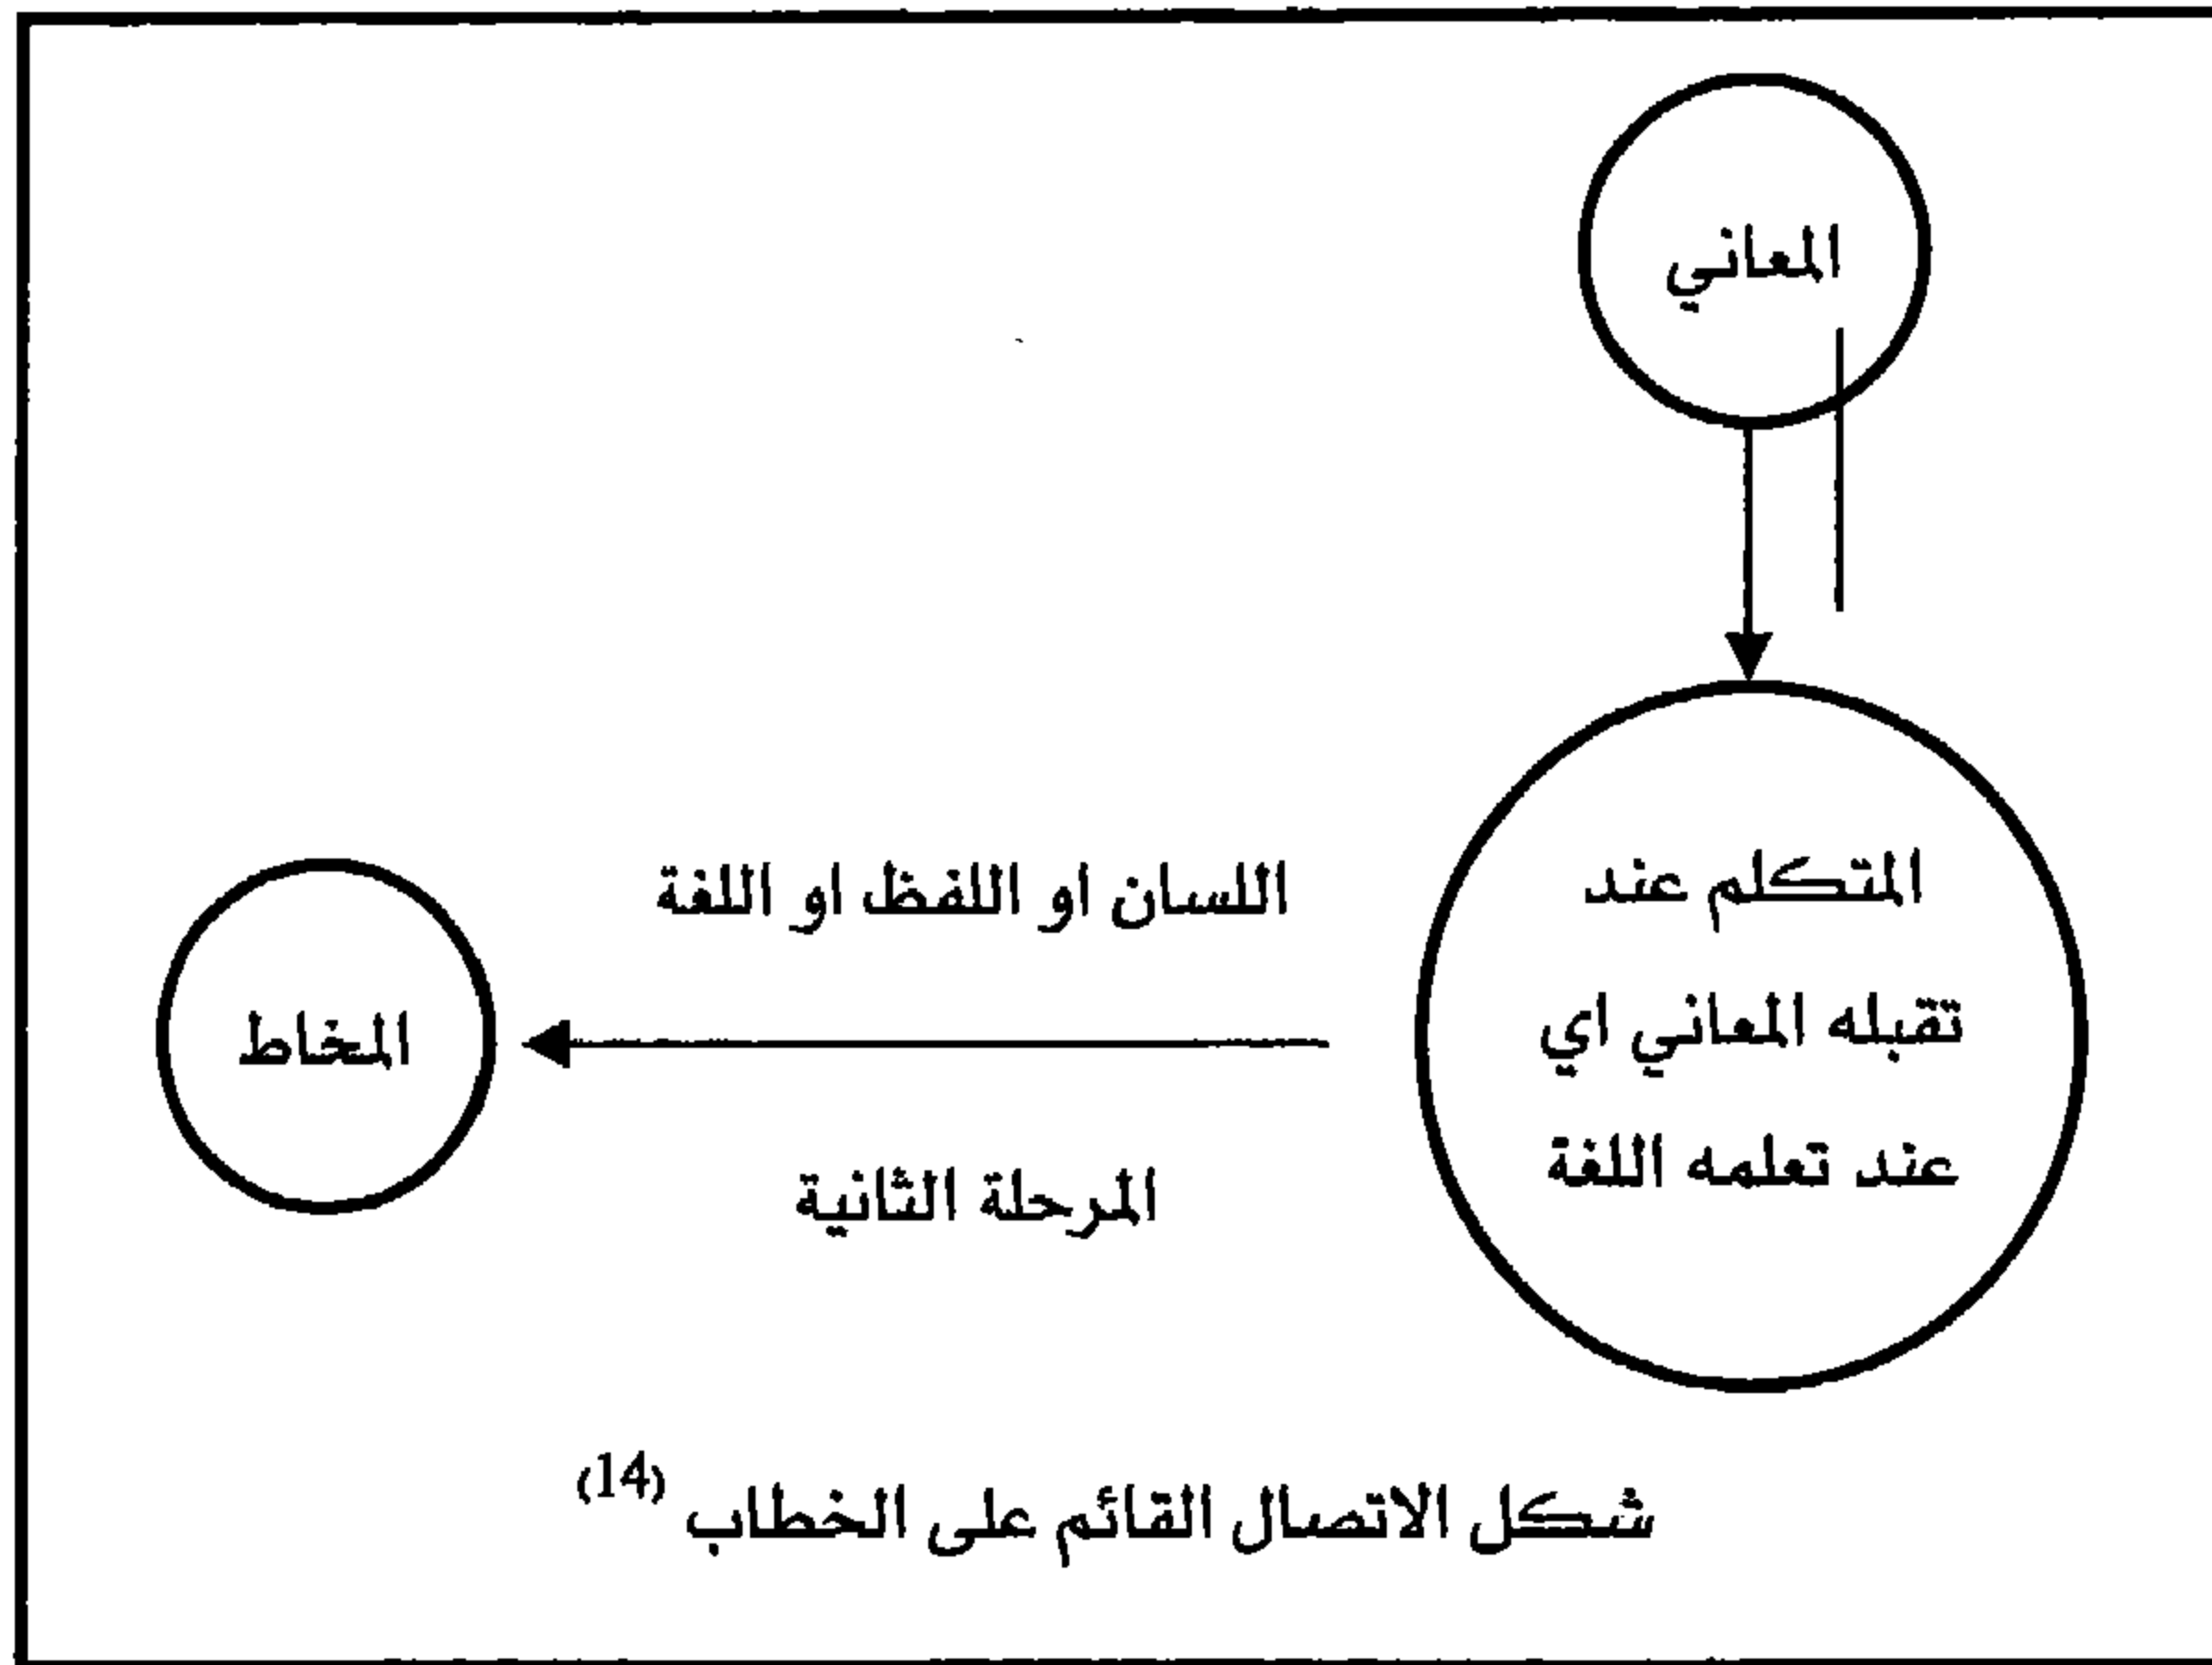 المعاني
المتكلم عند
تقبله المعاني اي
عند تعلمه اللغة
اللسان او اللفظ او اللغة
المرحلة الثانية
المخاط
شكل الاتصال القائم على الخطاب (14)